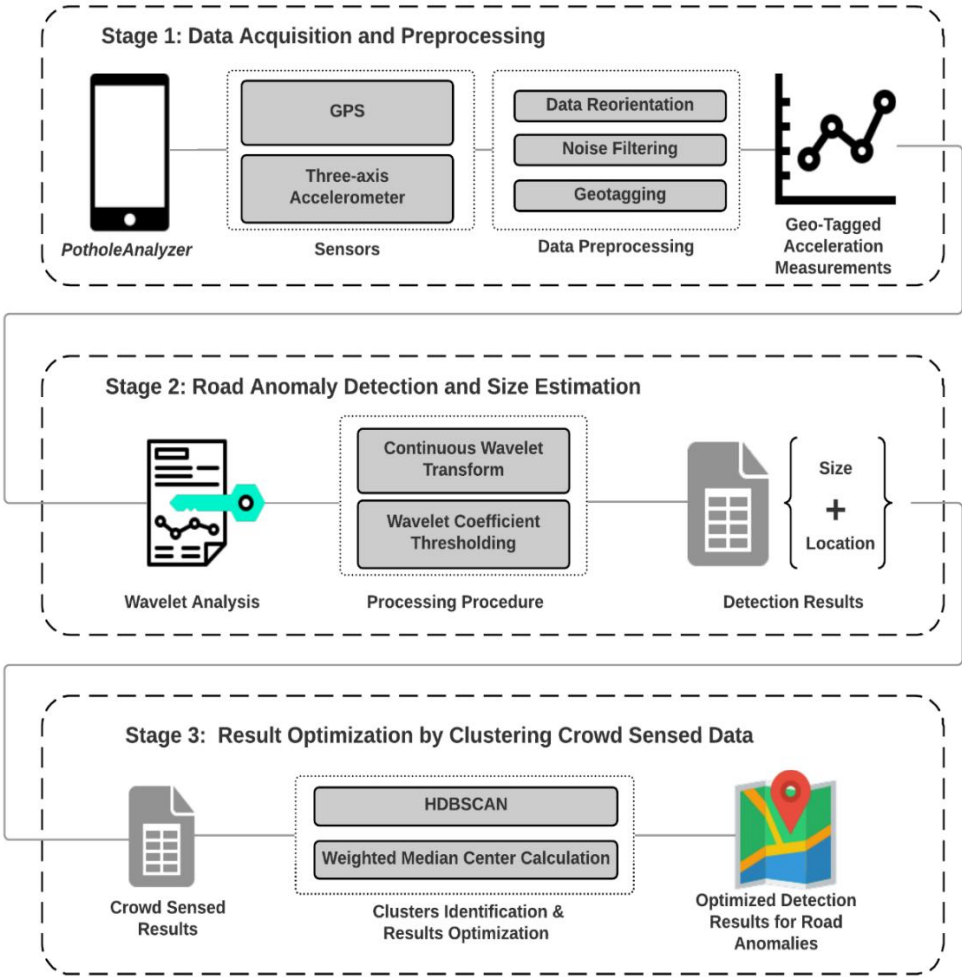 Stage 1: Data Acquisition and Preprocessing
GPS
Three-axis
Accelerometer
Data Reorientation
Noise Filtering
Geotagging
PotholeAnalyzer
Sensors
Data Preprocessing
Geo-Tagged
Acceleration
Measurements
Stage 2: Road Anomaly Detection and Size Estimation
Continuous Wavelet
Transform
Wavelet Coefficient
Thresholding
Size
+
Location
Wavelet Analysis
Processing Procedure
Detection Results
Stage 3: Result Optimization by Clustering Crowd Sensed Data
HDBSCAN
Weighted Median Center Calculation
Crowd Sensed
Results
Clusters Identification &
Results Optimization
Optimized Detection
Results for Road
Anomalies